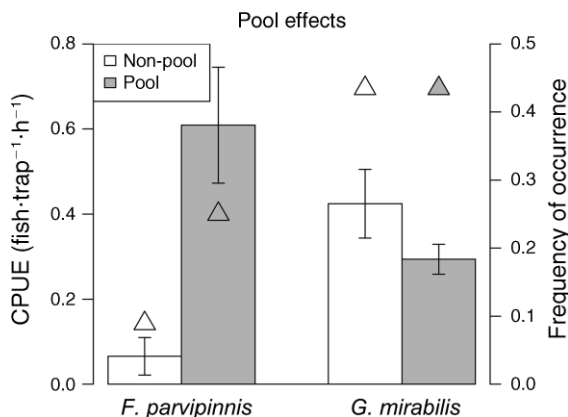 Pool effects
Non-pool
Pool
CPUE (fish·trap⁻¹·h⁻¹)
0.8
0.6
0.4
0.2
0.0
Frequency of occurrence
0.5
0.4
0.3
0.2
0.1
0.0
F. parvipinnis
G. mirabilis